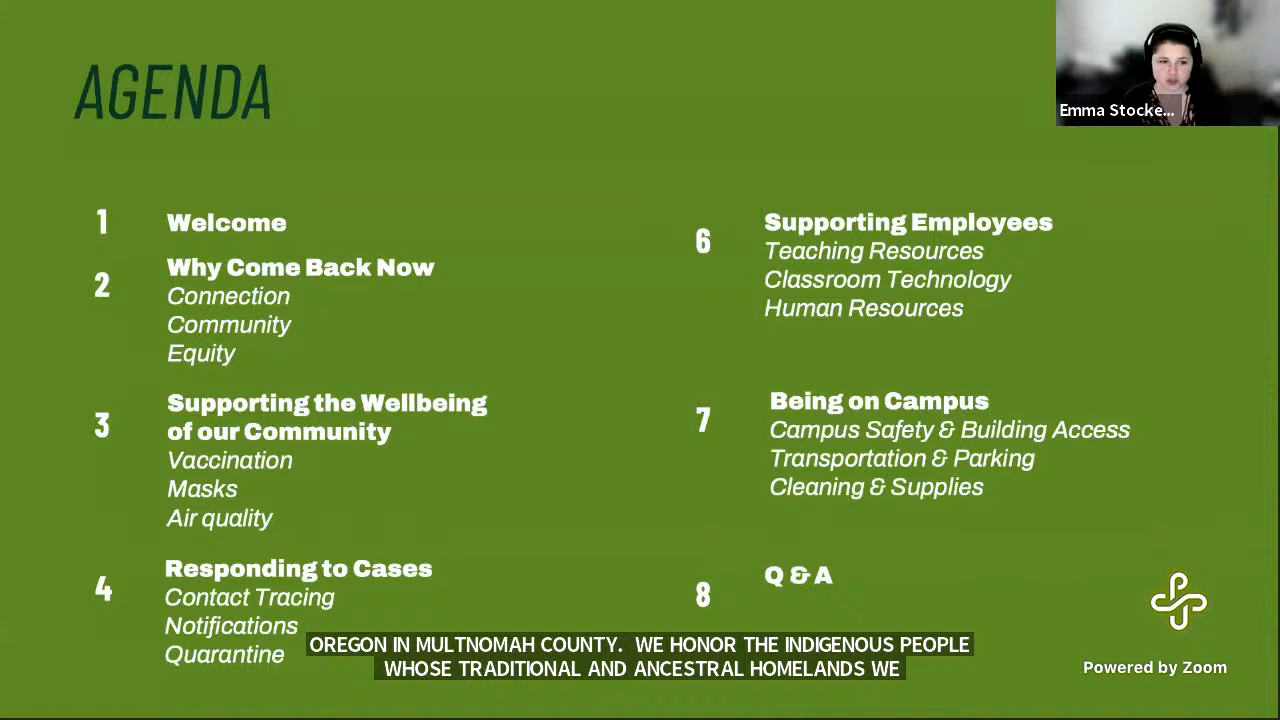 AGENDA
Emma Stocke...
1
Welcome
2
Why Come Back Now
Connection
Community
Equity
3
Supporting the Wellbeing
of our Community
Vaccination
Masks
Air quality
4
Responding to Cases
Contact Tracing
Notifications
Quarantine
6
Supporting Employees
Teaching Resources
Classroom Technology
Human Resources
7
Being on Campus
Campus Safety & Building Access
Transportation & Parking
Cleaning & Supplies
8
Q & A
OREGON IN MULTNOMAH COUNTY. WE HONOR THE INDIGENOUS PEOPLE
WHOSE TRADITIONAL AND ANCESTRAL HOMELANDS WE
Powered by Zoom